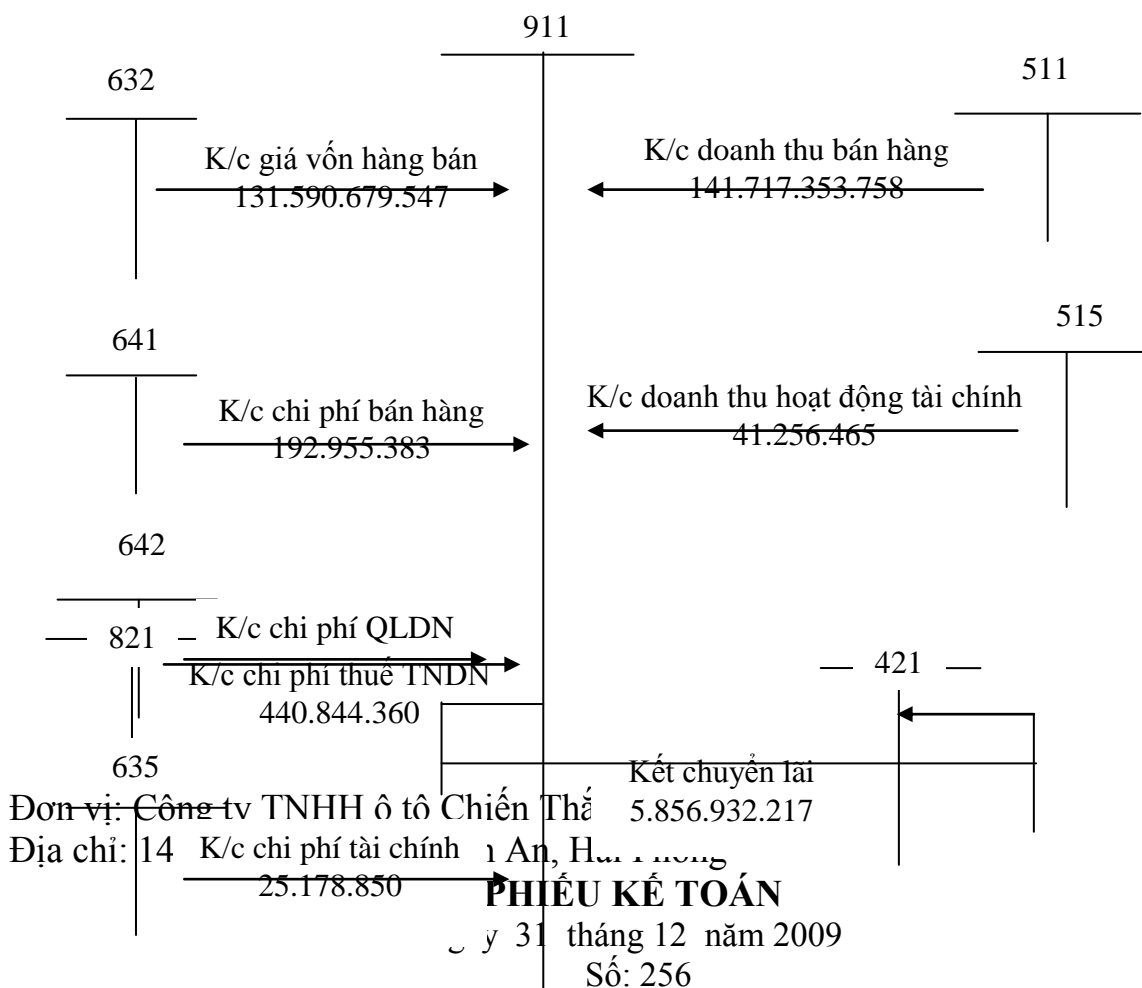 911
632
511
K/c giá vốn hàng bán
131.590.679.547
K/c doanh thu bán hàng
141.717.353.758
641
515
K/c chi phí bán hàng
192.955.383
K/c doanh thu hoạt động tài chính
41.256.465
642
821
K/c chi phí QLDN
421
K/c chi phí thuế TNDN
440.844.360
635
Kết chuyển lãi
5.856.932.217
Đơn vị: Công ty TNHH ô tô Chiến
Địa chỉ: 14 An, Hải Phòng
K/c chi phí tài chính
25.178.850
PHIẾU KẾ TOÁN
31 tháng 12 năm 2009
Số: 256